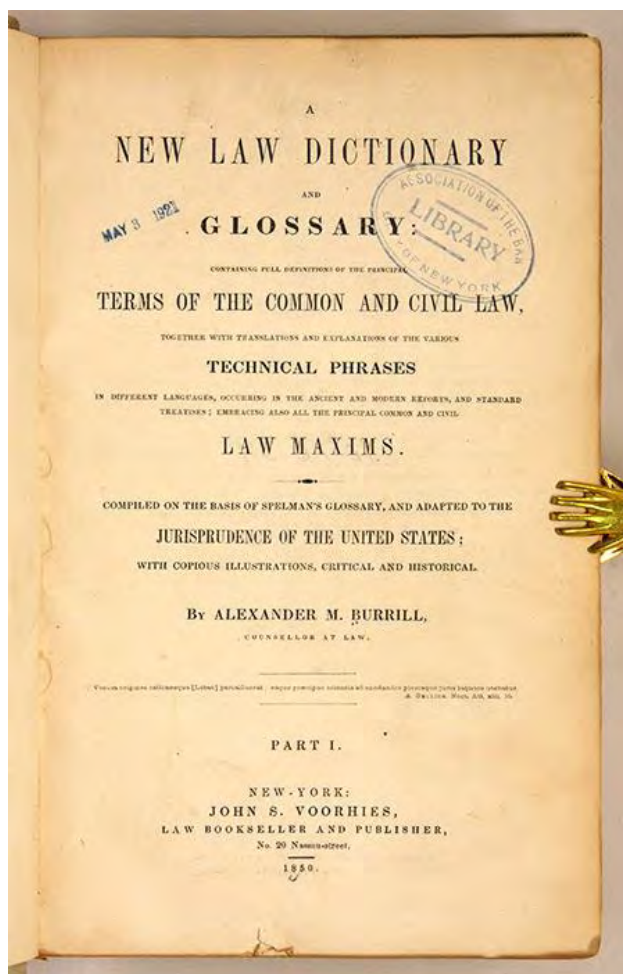 A
NEW LAW DICTIONARY
AND
GLOSSARY:
CONTAINING FULL DEFINITIONS OF THE PRINCIPAL
TERMS OF THE COMMON AND CIVIL LAW,
TOGETHER WITH TRANSLATIONS AND EXPLANATIONS OF THE VARIOUS
TECHNICAL PHRASES
IN DIFFERENT LANGUAGES, OCCURRING IN THE ANCIENT AND MODERN REPORTS, AND STANDARD
TREATISES; EMBRACING ALSO ALL THE PRINCIPAL COMMON AND CIVIL
LAW MAXIMS.
COMPILED ON THE BASIS OF SPELMAN'S GLOSSARY, AND ADAPTED TO THE
JURISPRUDENCE OF THE UNITED STATES;
WITH COPIOUS ILLUSTRATIONS, CRITICAL AND HISTORICAL.
BY ALEXANDER M. BURRILL,
COUNSELLOR AT LAW.
PART I.
NEW-YORK:
JOHN S. VOORHIES,
LAW BOOKSELLER AND PUBLISHER,
No. 20 Nassau-street.
1850.
MAY 3 1921
ASSOCIATION OF THE BAR
LIBRARY
OF NEW YORK